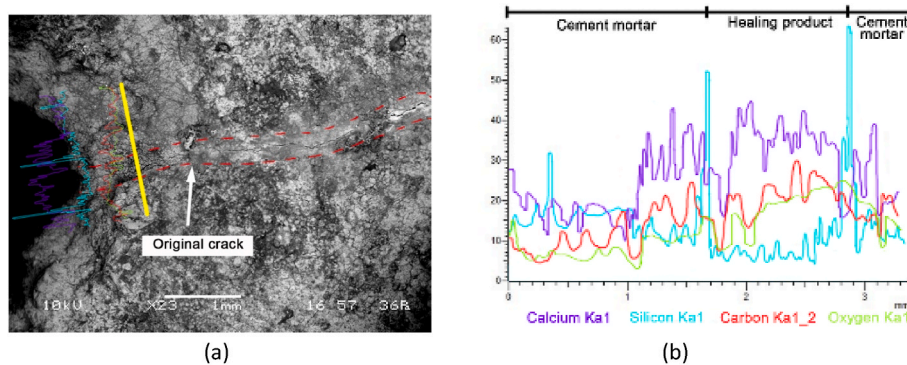 Original crack
10kU X23 1mm 16 57 36A
(a)
b)
Cement mortar Healing product Cement mortar
60
50
40
30
20
10
0
0 1 2 3 mm
Calcium Ka1 Silicon Ka1 Carbon Ka1_2 Oxygen Ka1
(b)